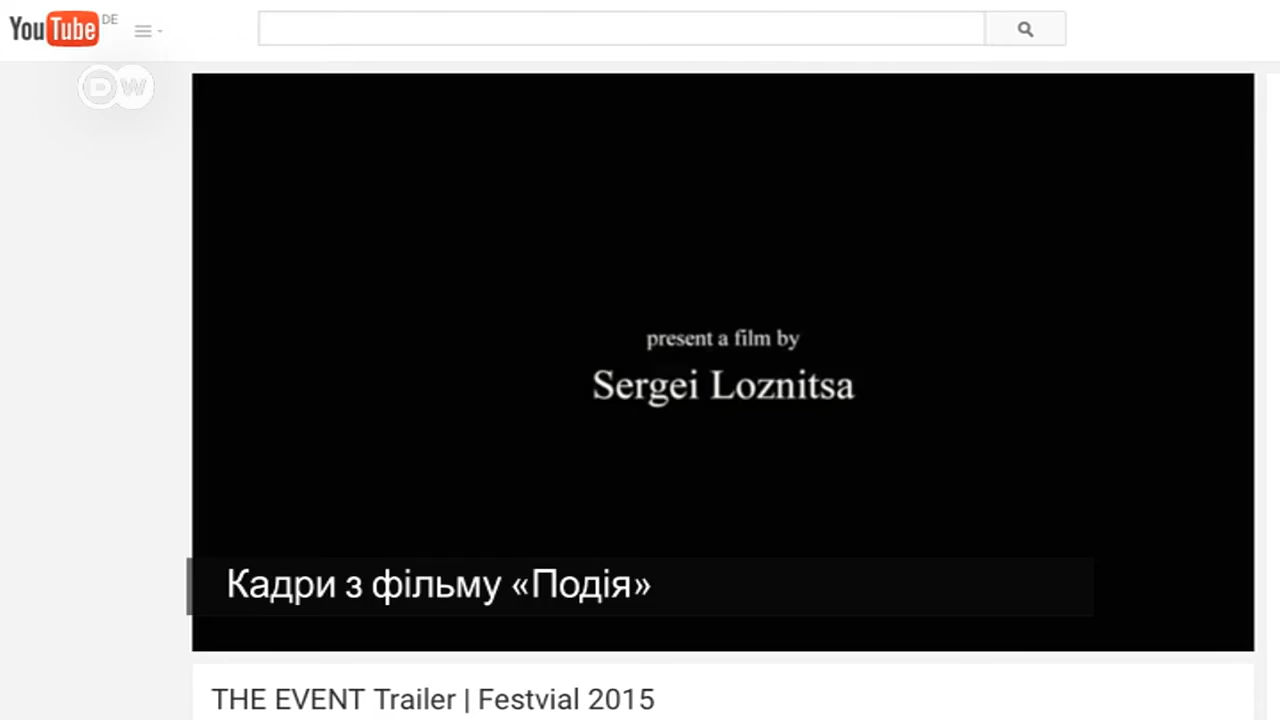 YouTube DE
DW
present a film by
Sergei Loznitsa
Кадри з фільму «Подія»
THE EVENT Trailer | Festvial 2015